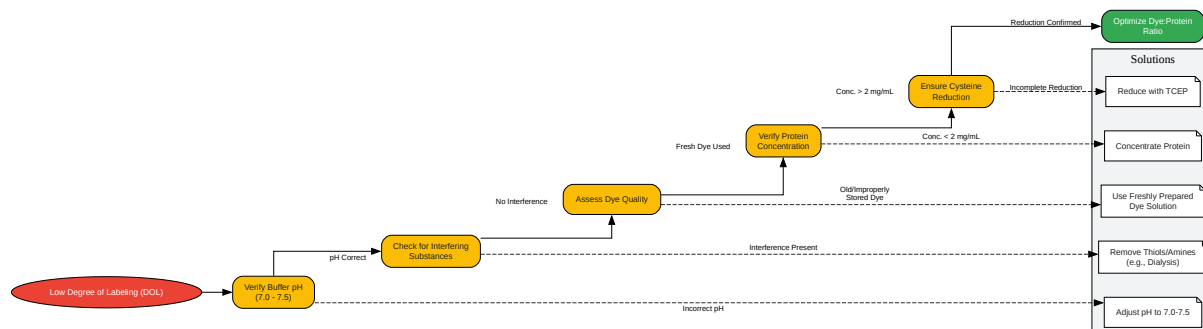 Reduction Confirmed
Optimize Dye:Protein
Ratio
Solutions
Ensure Cysteine
Reduction
Conc. > 2 mg/mL
Incomplete Reduction
Reduce with TCEP
Verify Protein
Concentration
Fresh Dye Used
Conc. < 2 mg/mL
Concentrate Protein
Assess Dye Quality
No Interference
Old/Improperly
Stored Dye
Use Freshly Prepared
Dye Solution
Check for Interfering
Substances
pH Correct
Interference Present
Remove Thiols/Amines
(e.g., Dialysis)
Low Degree of Labeling (DOL)
Verify Buffer pH
(7.0 - 7.5)
Incorrect pH
Adjust pH to 7.0-7.5